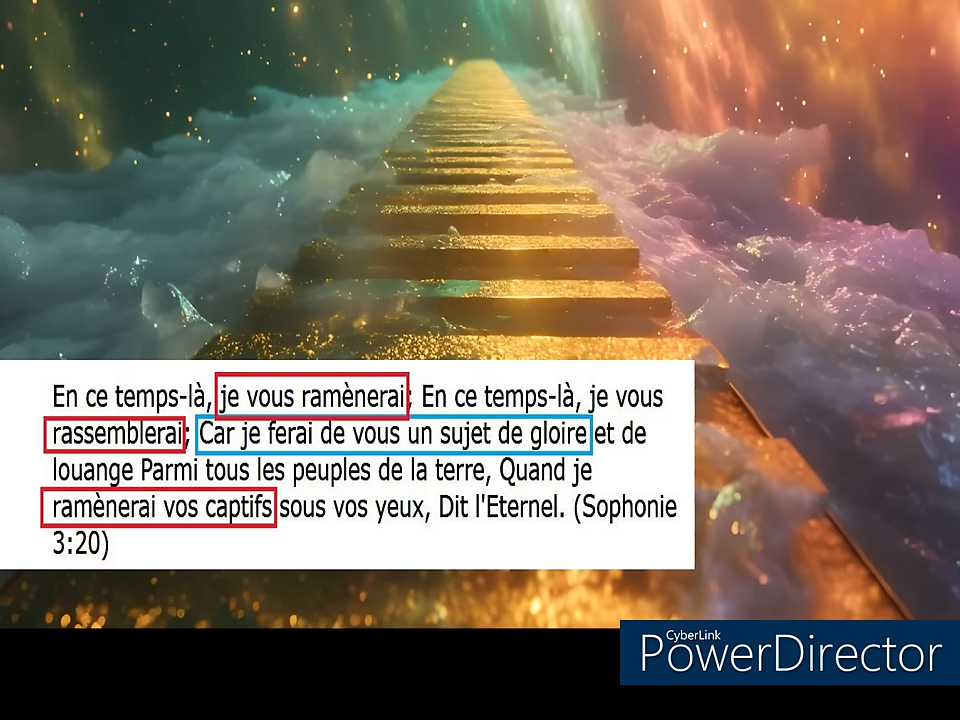 En ce temps-là, je vous ramènerai; En ce temps-là, je vous
rassemblerai; Car je ferai de vous un sujet de gloire et de
louange Parmi tous les peuples de la terre, Quand je
ramènerai vos captifs sous vos yeux, Dit l'Eternel. (Sophonie
3:20)
CyberLink
PowerDirector